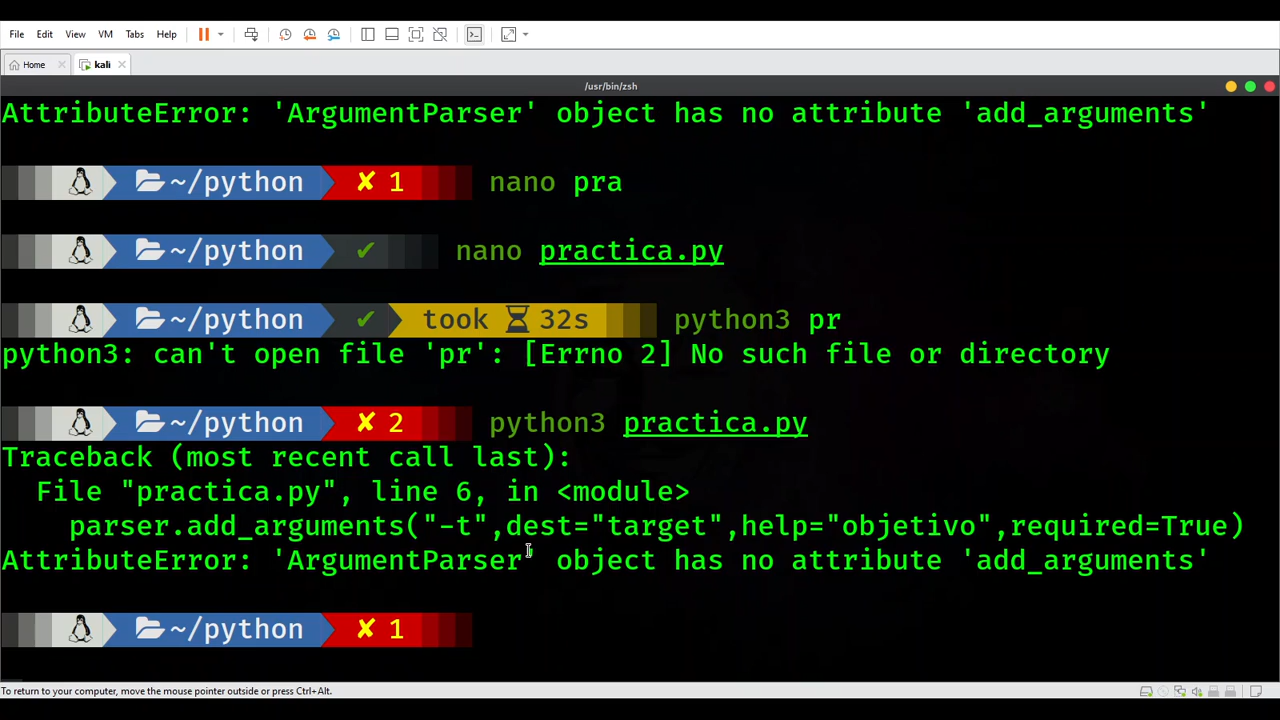 File Edit View VM Tabs Help
Home kali
/usr/bin/zsh
AttributeError: 'ArgumentParser' object has no attribute 'add_arguments'
~/python ✘ 1 nano pra
~/python ✔ nano practica.py
~/python ✔ took 32s python3 pr
python3: can't open file 'pr': [Errno 2] No such file or directory
~/python ✘ 2 python3 practica.py
Traceback (most recent call last):
File "practica.py", line 6, in <module>
parser.add_arguments("-t",dest="target",help="objetivo",required=True)
AttributeError: 'ArgumentParser' object has no attribute 'add_arguments'
~/python ✘ 1
To return to your computer, move the mouse pointer outside or press Ctrl+Alt.